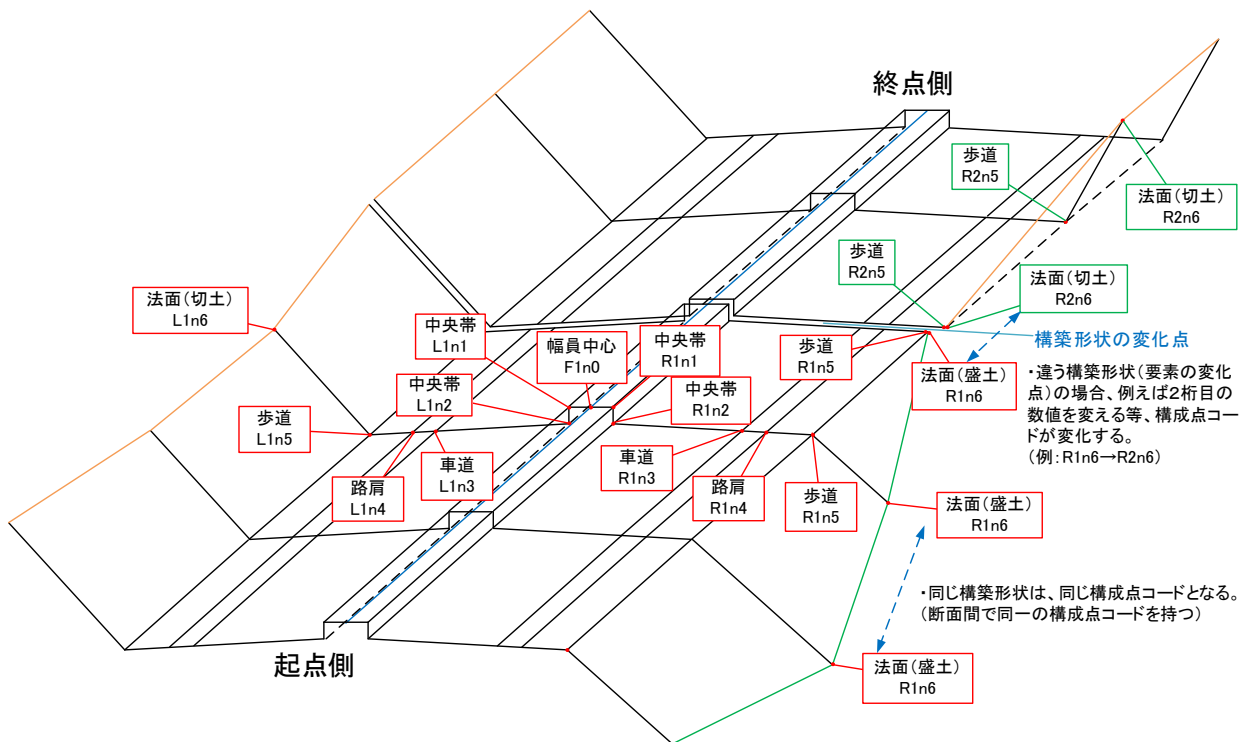 終点側
歩道
R2n5
法面(切土)
R2n6
歩道
R2n5
法面(切土)
R2n6
法面(切土)
L1n6
中央帯
L1n1
幅員中心
F1n0
中央帯
R1n1
歩道
R1n5
構築形状の変化点
法面(盛土)
R1n6
・違う構築形状(要素の変化
点)の場合、例えば2桁目の
数値を変える等、構成点コー
ドが変化する。
(例:R1n6→R2n6)
中央帯
L1n2
中央帯
R1n2
歩道
L1n5
路肩
L1n4
車道
L1n3
車道
R1n3
路肩
R1n4
歩道
R1n5
法面(盛土)
R1n6
・同じ構築形状は、同じ構成点コードとなる。
(断面間で同一の構成点コードを持つ)
起点側
法面(盛土)
R1n6